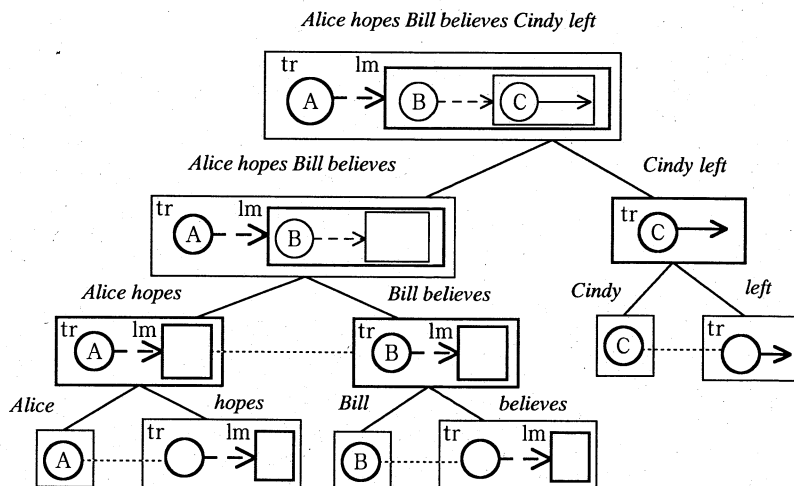 Alice hopes Bill believes Cindy left
tr lm
A B C
Alice hopes Bill believes Cindy left
tr lm tr
A B C
Alice hopes Bill believes Cindy left
tr lm tr lm tr
A B C
Alice hopes Bill believes
tr lm tr lm
A B